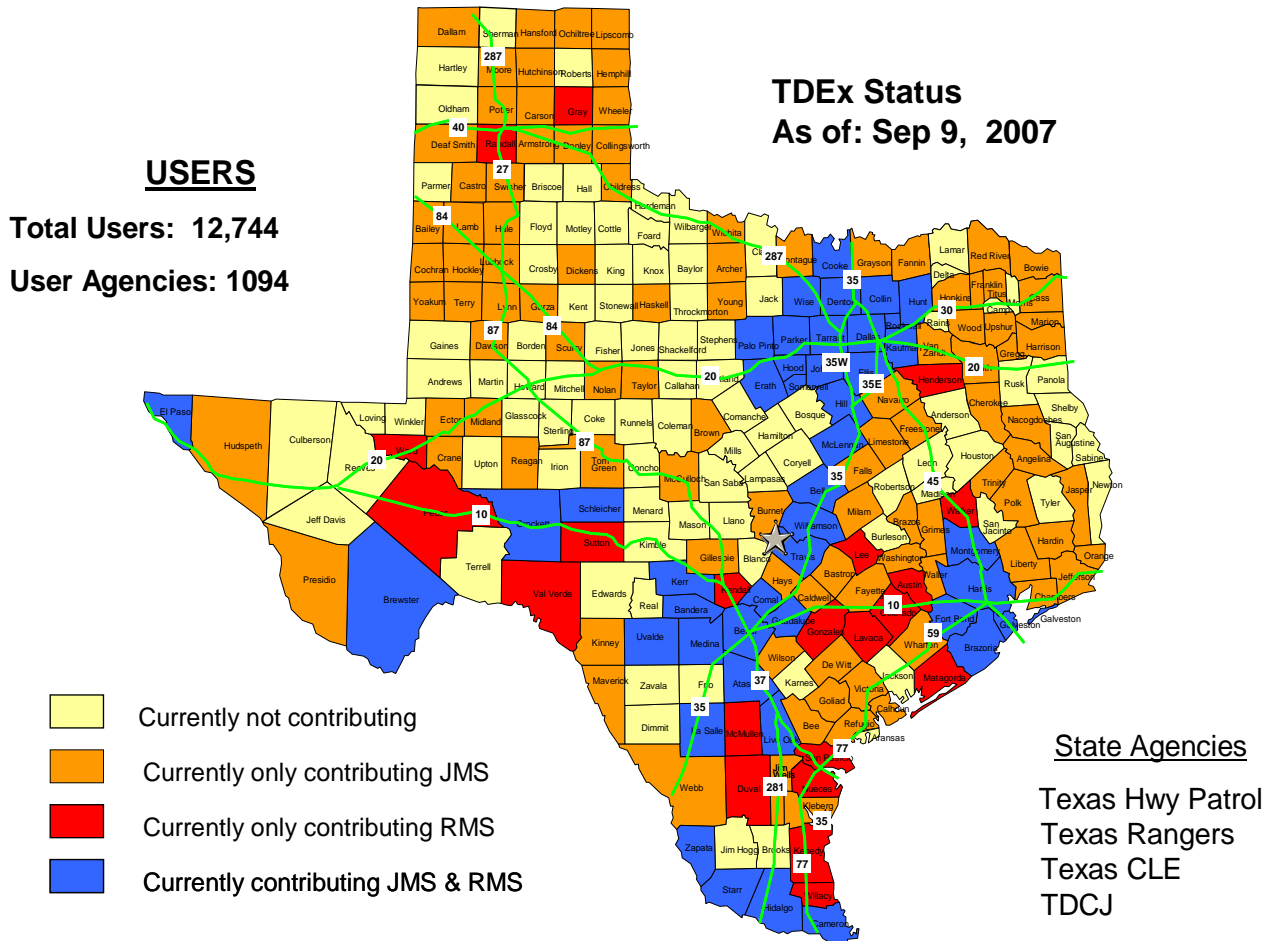 TDEx Status
As of: Sep 9, 2007
USERS
Total Users: 12,744
User Agencies: 1094
Dallam Sherman Hansford Ochiltree Lipscomb
287
Hartley Moore Hutchinson Roberts Hemphill
Oldham Potter Carson Gray Wheeler
40
Deaf Smith Randall Armstrong Donley Collingsworth
27
Parmer Castro Swisher Briscoe Hall Childress
84
Hardeman
Bailey Lamb Hale Floyd Motley Cottle Foard Wilbarger Wichita
287
Montague Cooke Grayson Fannin Lamar Red River Bowie
35
Cochran Hockley Lubbock Crosby Dickens King Knox Baylor Archer
Delta Franklin Titus Morris Cass
Yoakum Terry Lynn Garza Kent Stonewall Haskell Throckmorton Young Jack Wise Denton Collin Hunt Hopkins Camp
30
87
84
Rockwall Rains Wood Upshur Marion
Gaines Dawson Borden Scurry Fisher Jones Shackelford Stephens Palo Pinto Parker Tarrant Dallas Kaufman Van Zandt Gregg Harrison
35W
20
35E
20
Andrews Martin Howard Mitchell Nolan Taylor Callahan Erath Hood Somervell Ellis Henderson Rusk Panola
El Paso Hudspeth Culberson Loving Winkler Ector Midland Glasscock Sterling Coke Runnels Coleman Brown Comanche Bosque Hill Navarro Anderson Cherokee Nacogdoches Shelby
87
Hamilton Freestone San Augustine
20
Reeves Ward Crane Upton Reagan Irion Tom Green Concho McCulloch San Saba Mills Lampasas Coryell McLennan Limestone Falls Leon Houston Angelina Sabine
35
45
Jeff Davis Pecos Crockett Schleicher Menard Mason Llano Burnet Bell Milam Robertson Madison Trinity Polk Tyler Jasper Newton
10
Williamson Brazos Grimes Walker San Jacinto
Terrell Sutton Kimble Gillespie Blanco Travis Lee Burleson Washington Montgomery Liberty Hardin Orange
Presidio Brewster Val Verde Edwards Real Kerr Bandera Kendall Comal Hays Caldwell Bastrop Fayette Austin Waller Harris Chambers Jefferson
10
Galveston
Kinney Uvalde Medina Bexar Guadalupe Gonzales Lavaca Fort Bend Galveston
59
Wharton Brazoria
Maverick Zavala Frio Atascosa Wilson Karnes De Witt Jackson Matagorda
37
35
Goliad Victoria Calhoun
Dimmit La Salle McMullen Live Oak Bee Refugio Aransas
77
San Patricio
Webb Duval Jim Wells Nueces
281
Kleberg
35
Zapata Jim Hogg Brooks Kenedy
77
Starr Hidalgo Willacy Cameron
Currently not contributing
Currently only contributing JMS
Currently only contributing RMS
Currently contributing JMS & RMS
State Agencies
Texas Hwy Patrol
Texas Rangers
Texas CLE
TDCJ